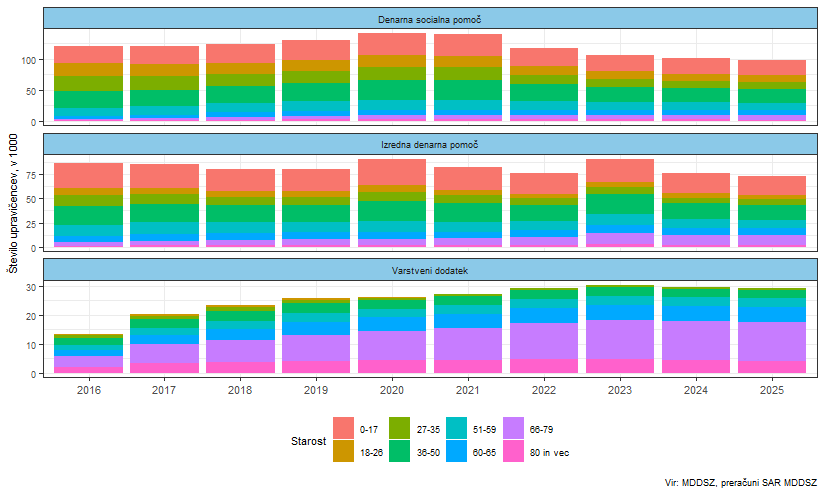 Denarna socialna pomoč
100
50
0
Izredna denarna pomoč
75
50
25
0
Število upravičencev, v 1000
Varstveni dodatek
30
20
10
0
2016 2017 2018 2019 2020 2021 2022 2023 2024 2025
Starost
0-17 27-35 51-59 66-79
18-26 36-50 60-65 80 in vec
Vir: MDDSZ, preračuni SAR MDDSZ